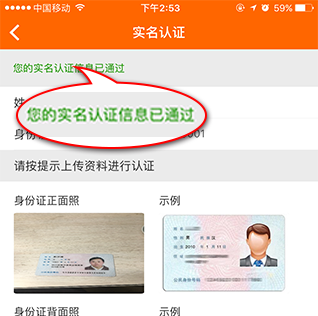 中国移动 下午2:53 59%
实名认证
您的实名认证信息已通过
姓
您的实名认证信息已通过
身份证 001
请按提示上传资料进行认证
身份证正面照 示例
身份证背面照 示例